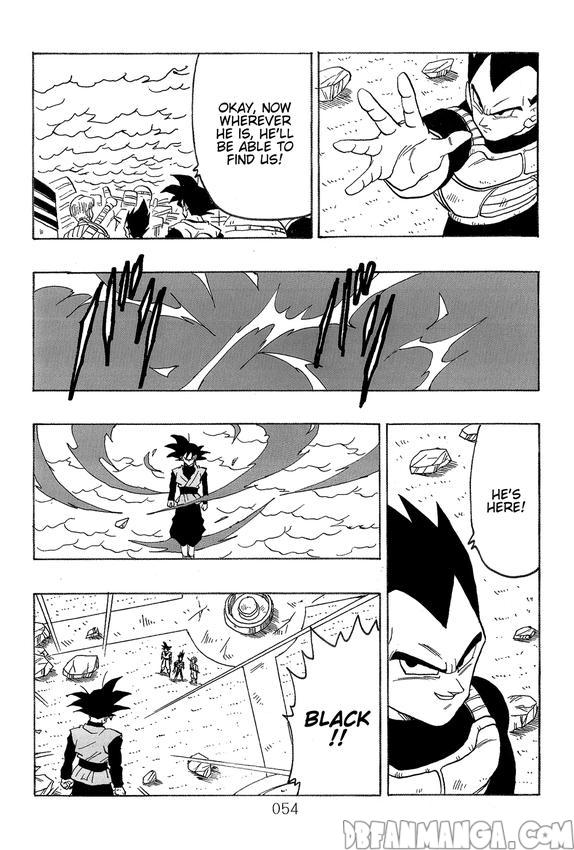 OKAY, NOW
WHEREVER
HE IS, HE'LL
BE ABLE TO
FIND US!
HE'S
HERE!
BLACK
!!
054
DBFANMANGA.COM